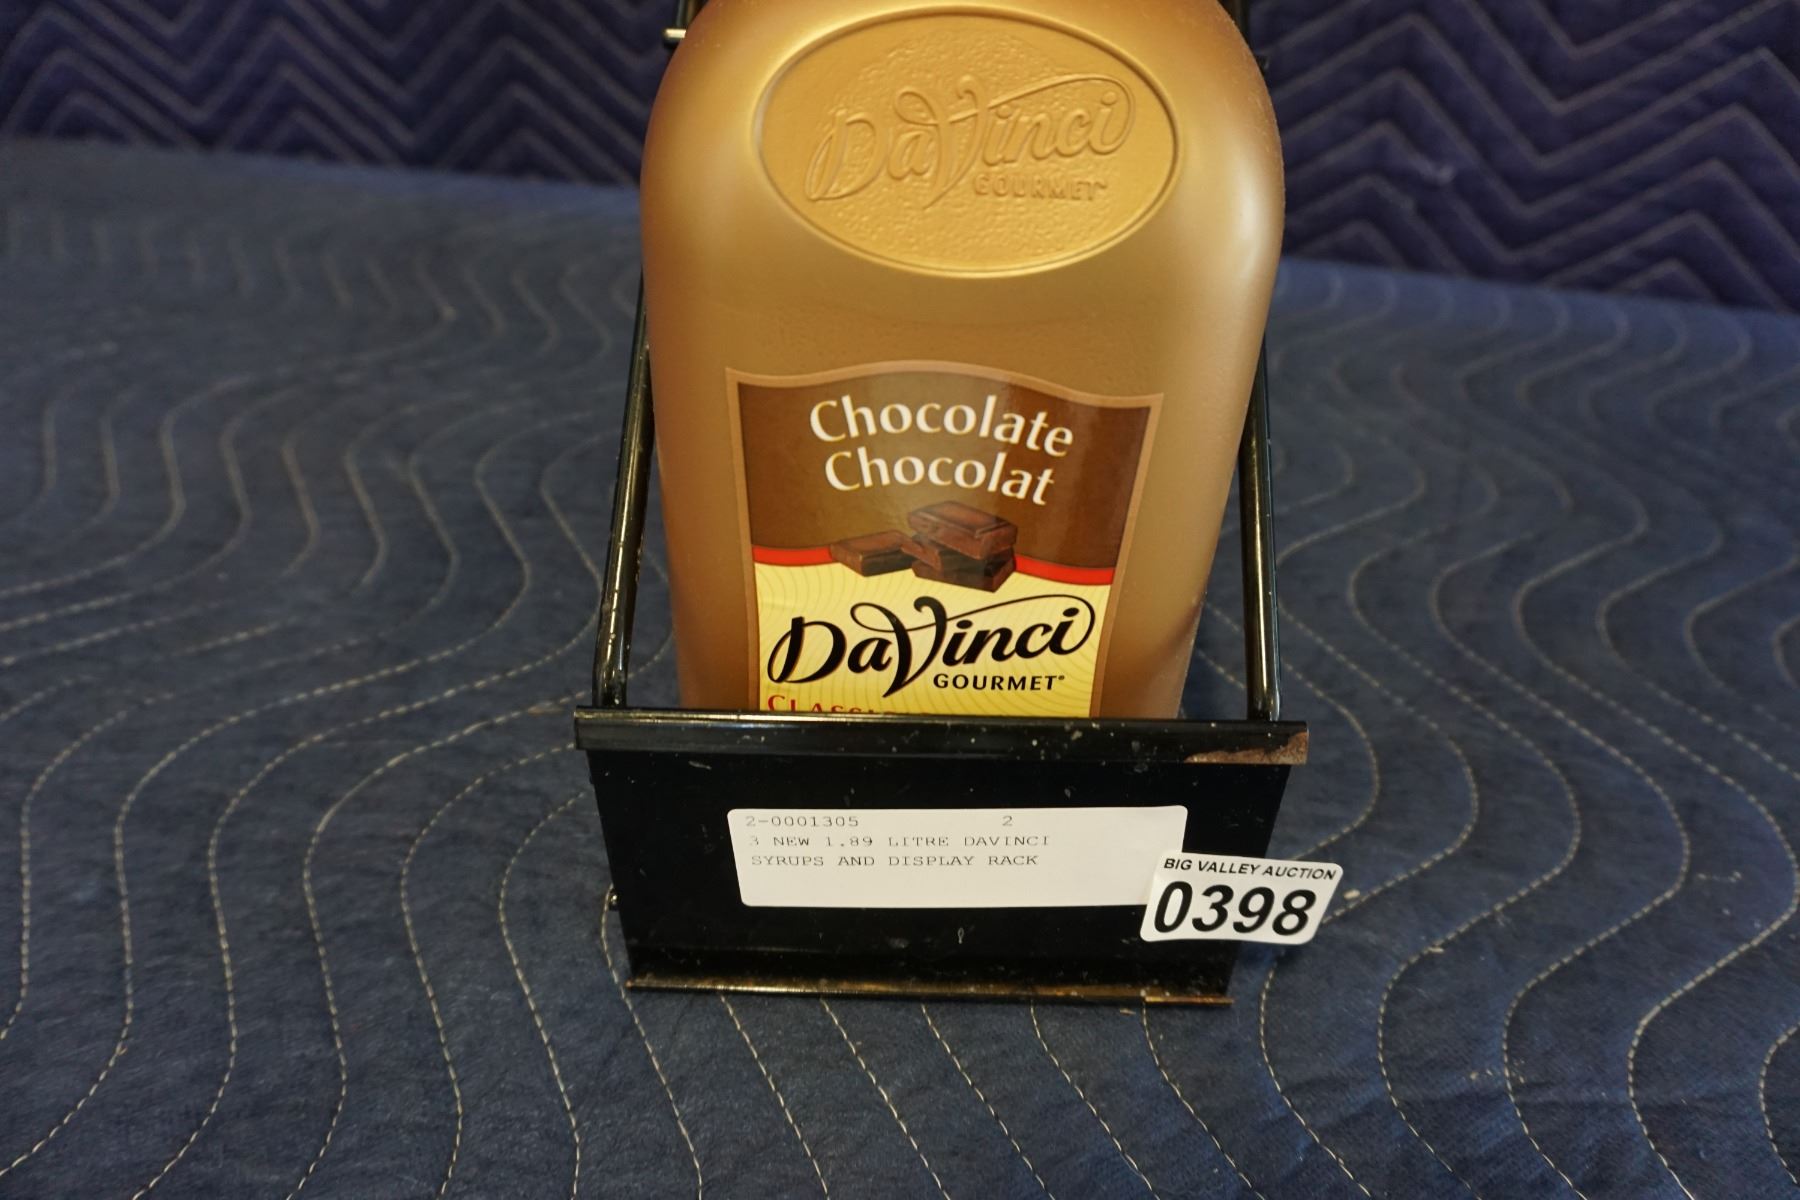 DaVinci
GOURMET
Chocolate
Chocolat
DaVinci
GOURMET
2-0001305 2
3 NEW 1.89 LITRE DAVINCI
SYRUPS AND DISPLAY RACK
BIG VALLEY AUCTION
0398